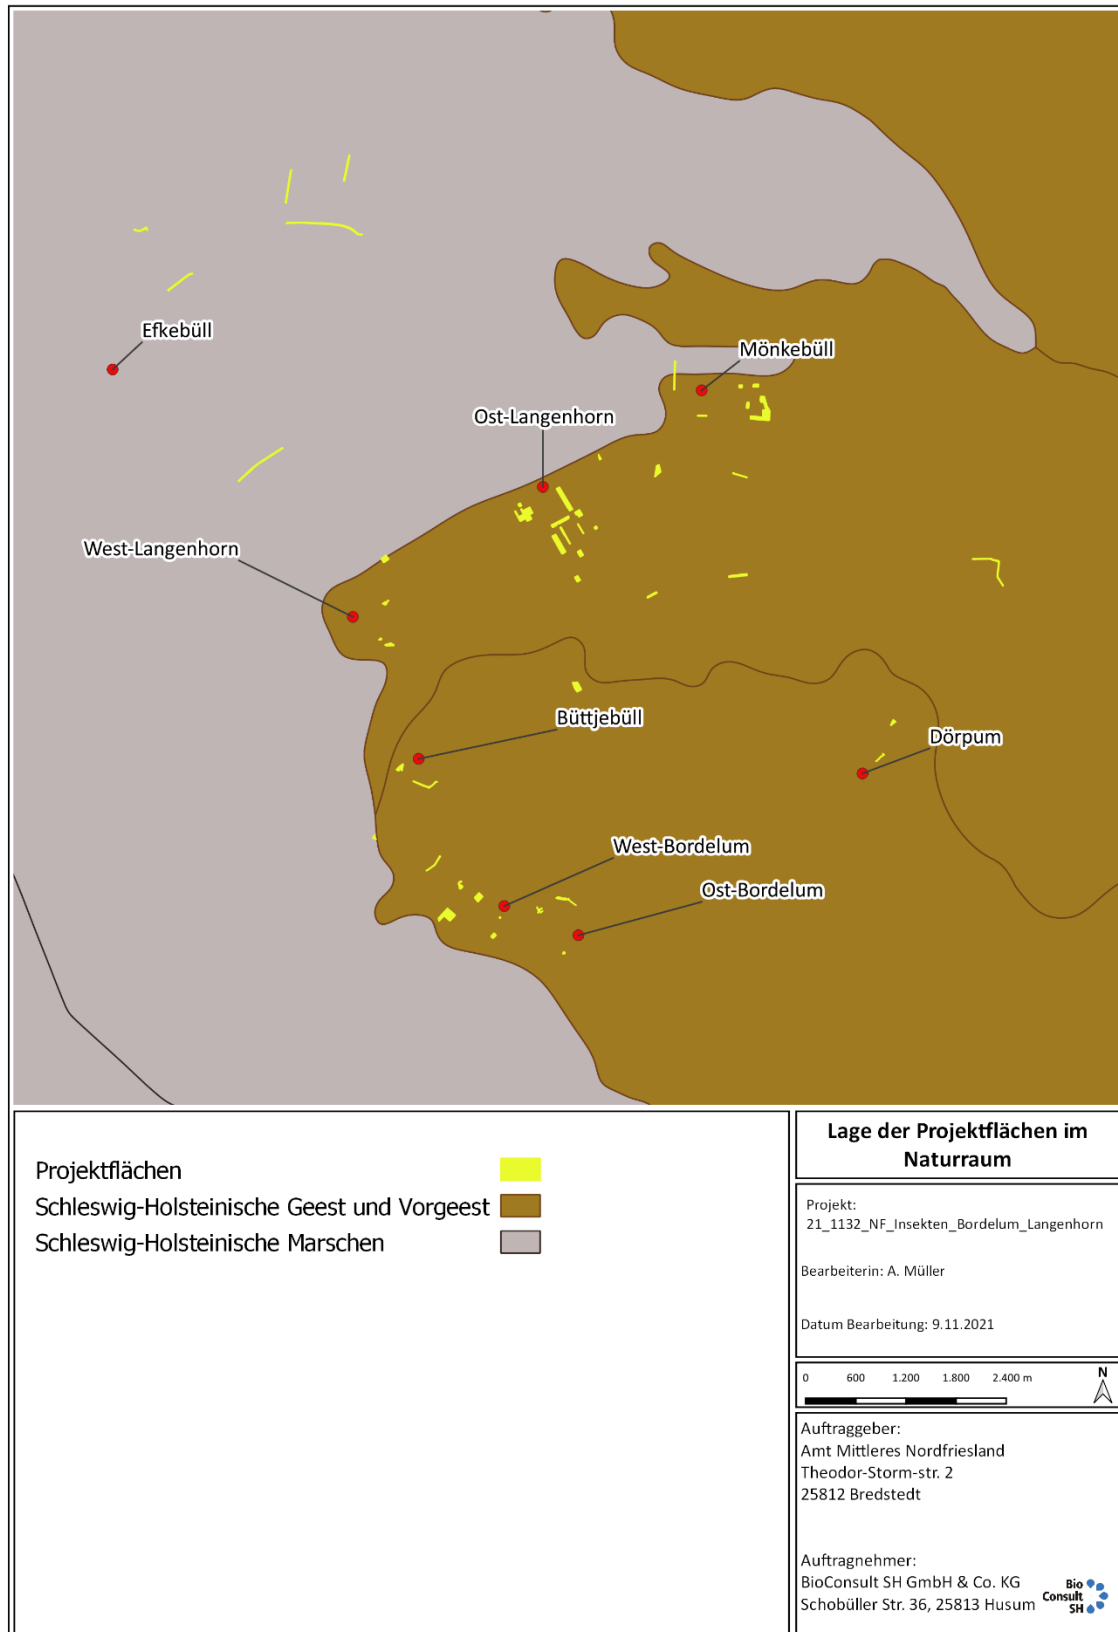 Efkebüll
Mönkebüll
Ost-Langenhorn
West-Langenhorn
Büttjebüll
Dörpum
West-Bordelum
Ost-Bordelum
Projektflächen
Schleswig-Holsteinische Geest und Vorgeest
Schleswig-Holsteinische Marschen
Lage der Projektflächen im
Naturraum
Projekt:
21_1132_NF_Insekten_Bordelum_Langenhorn
Bearbeiterin: A. Müller
Datum Bearbeitung: 9.11.2021
0 600 1.200 1.800 2.400 m
N
Auftraggeber:
Amt Mittleres Nordfriesland
Theodor-Storm-str. 2
25812 Bredstedt
Auftragnehmer:
BioConsult SH GmbH & Co. KG
Schobüller Str. 36, 25813 Husum
Bio
Consult
SH